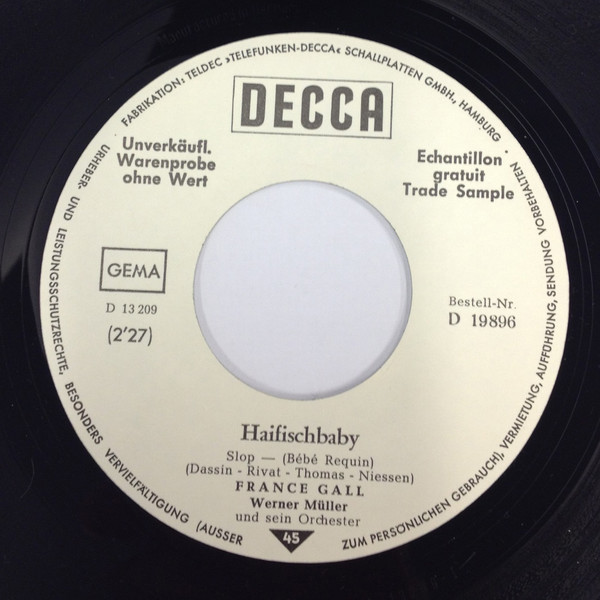 FABRIKATION: TELDEC »TELEFUNKEN-DECCA« SCHALLPLATTEN GMBH., HAMBURG
URHEBER- UND LEISTUNGSSCHUTZRECHTE, BESONDERS VERVIELFÄLTIGUNG (AUSSER ZUM PERSÖNLICHEN GEBRAUCH), VERMIETUNG, AUFFÜHRUNG, SENDUNG VORBEHALTEN
DECCA
Unverkäufl.
Warenprobe
ohne Wert
Echantillon
gratuit
Trade Sample
GEMA
D 13 209
(2'27)
Bestell-Nr.
D 19896
Haifischbaby
Slop — (Bébé Requin)
(Dassin - Rivat - Thomas - Niessen)
FRANCE GALL
Werner Müller
und sein Orchester
45